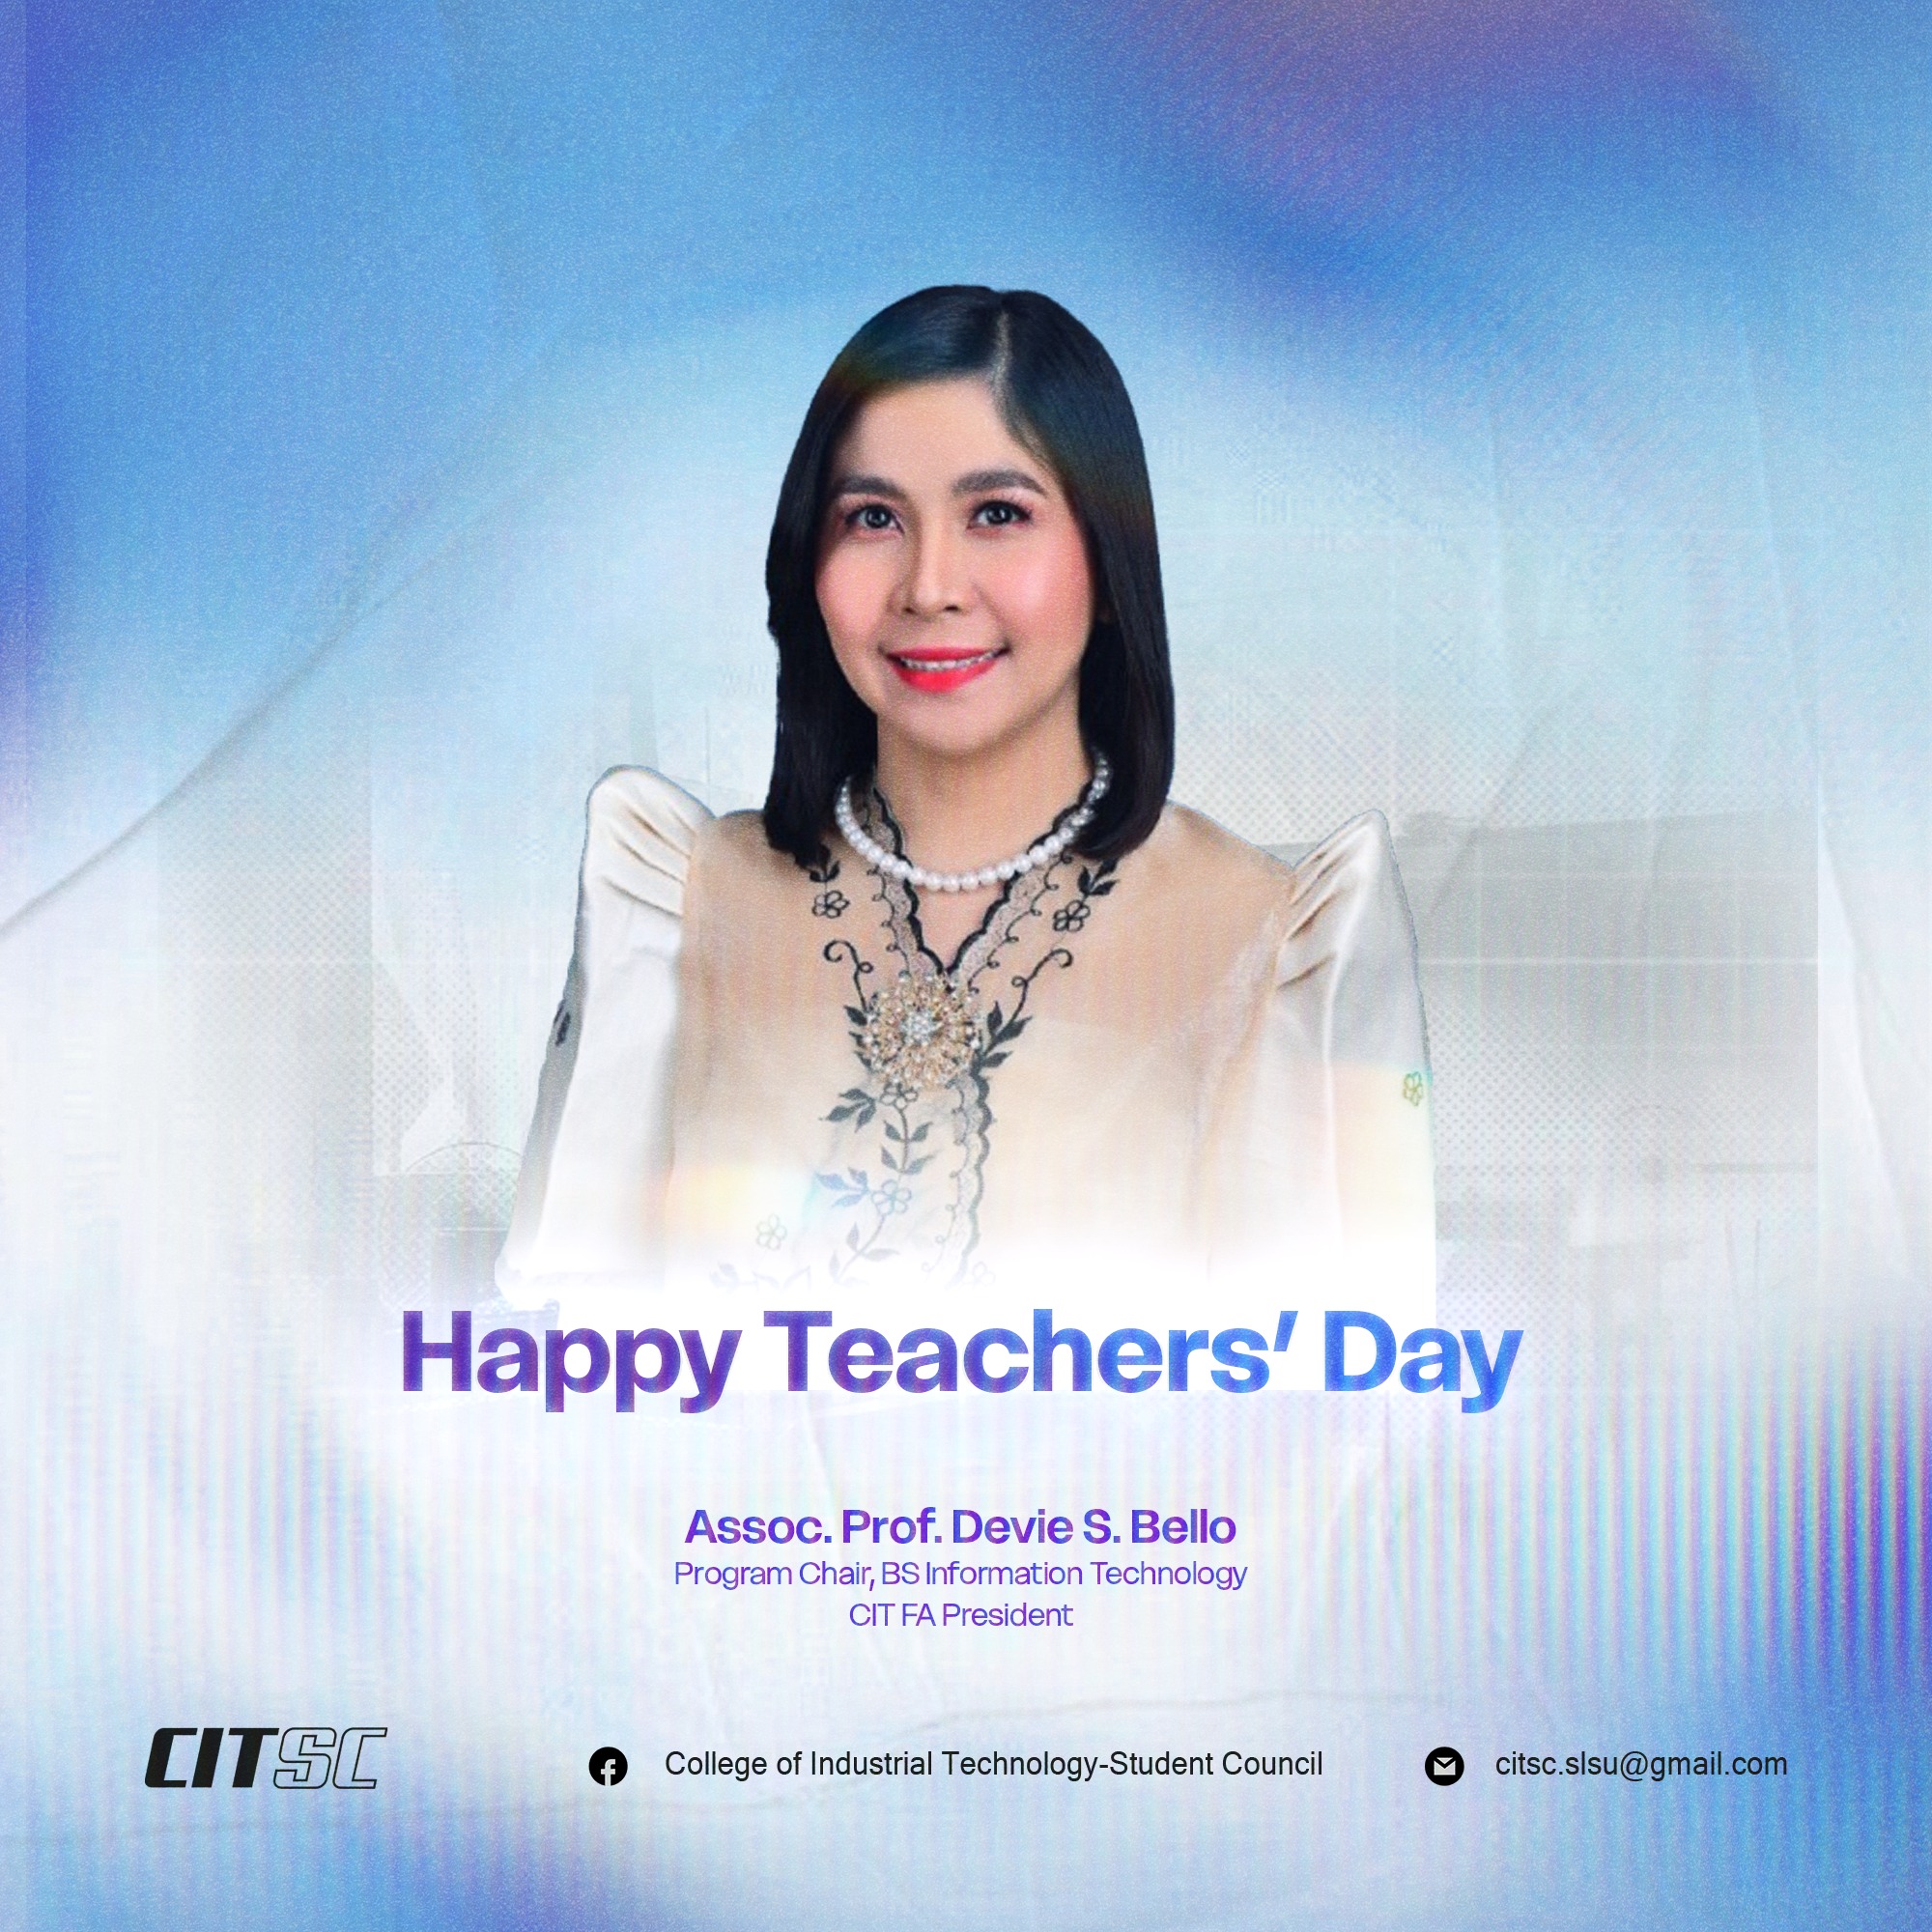 Happy Teachers’ Day
Assoc. Prof. Devie S. Bello
Program Chair, BS Information Technology
CIT FA President
CITSC
College of Industrial Technology-Student Council
citsc.slsu@gmail.com